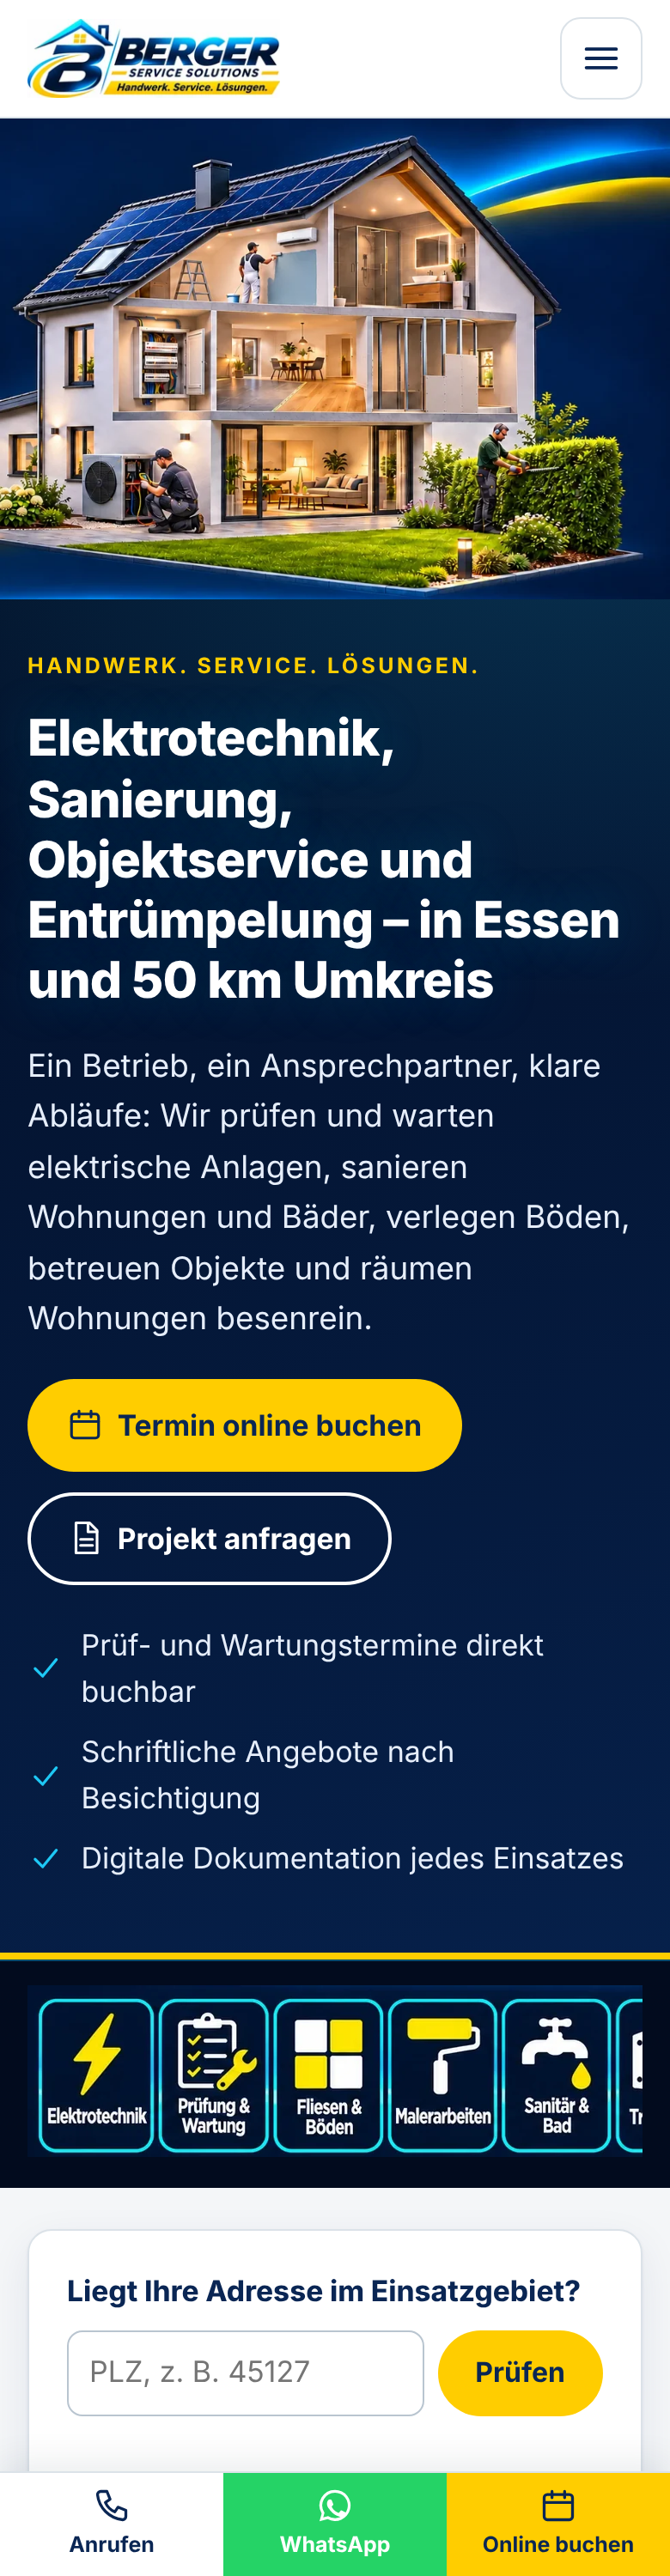 BERGER
SERVICE SOLUTIONS
Handwerk. Service. Lösungen.
HANDWERK. SERVICE. LÖSUNGEN.
Elektrotechnik,
Sanierung,
Objektservice und
Entrümpelung – in Essen
und 50 km Umkreis
Ein Betrieb, ein Ansprechpartner, klare
Abläufe: Wir prüfen und warten
elektrische Anlagen, sanieren
Wohnungen und Bäder, verlegen Böden,
betreuen Objekte und räumen
Wohnungen besenrein.
Termin online buchen
Projekt anfragen
Prüf- und Wartungstermine direkt
buchbar
Schriftliche Angebote nach
Besichtigung
Digitale Dokumentation jedes Einsatzes
Elektrotechnik
Prüfung &
Wartung
Fliesen &
Böden
Malerarbeiten
Sanitär &
Bad
Liegt Ihre Adresse im Einsatzgebiet?
PLZ, z. B. 45127
Prüfen
Anrufen
WhatsApp
Online buchen